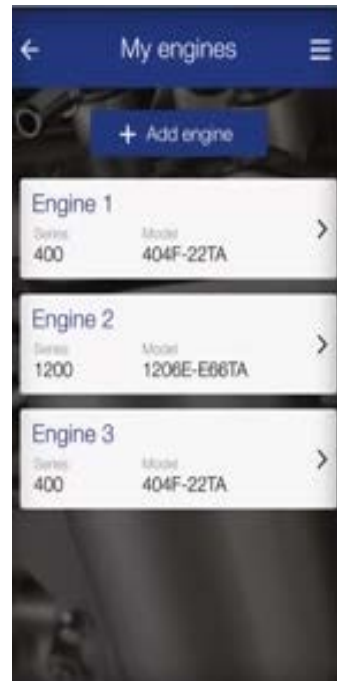 My engines
+ Add engine
Engine 1
Series Model
400 404F-22TA
Engine 2
Series Model
1200 1206E-E66TA
Engine 3
Series Model
400 404F-22TA